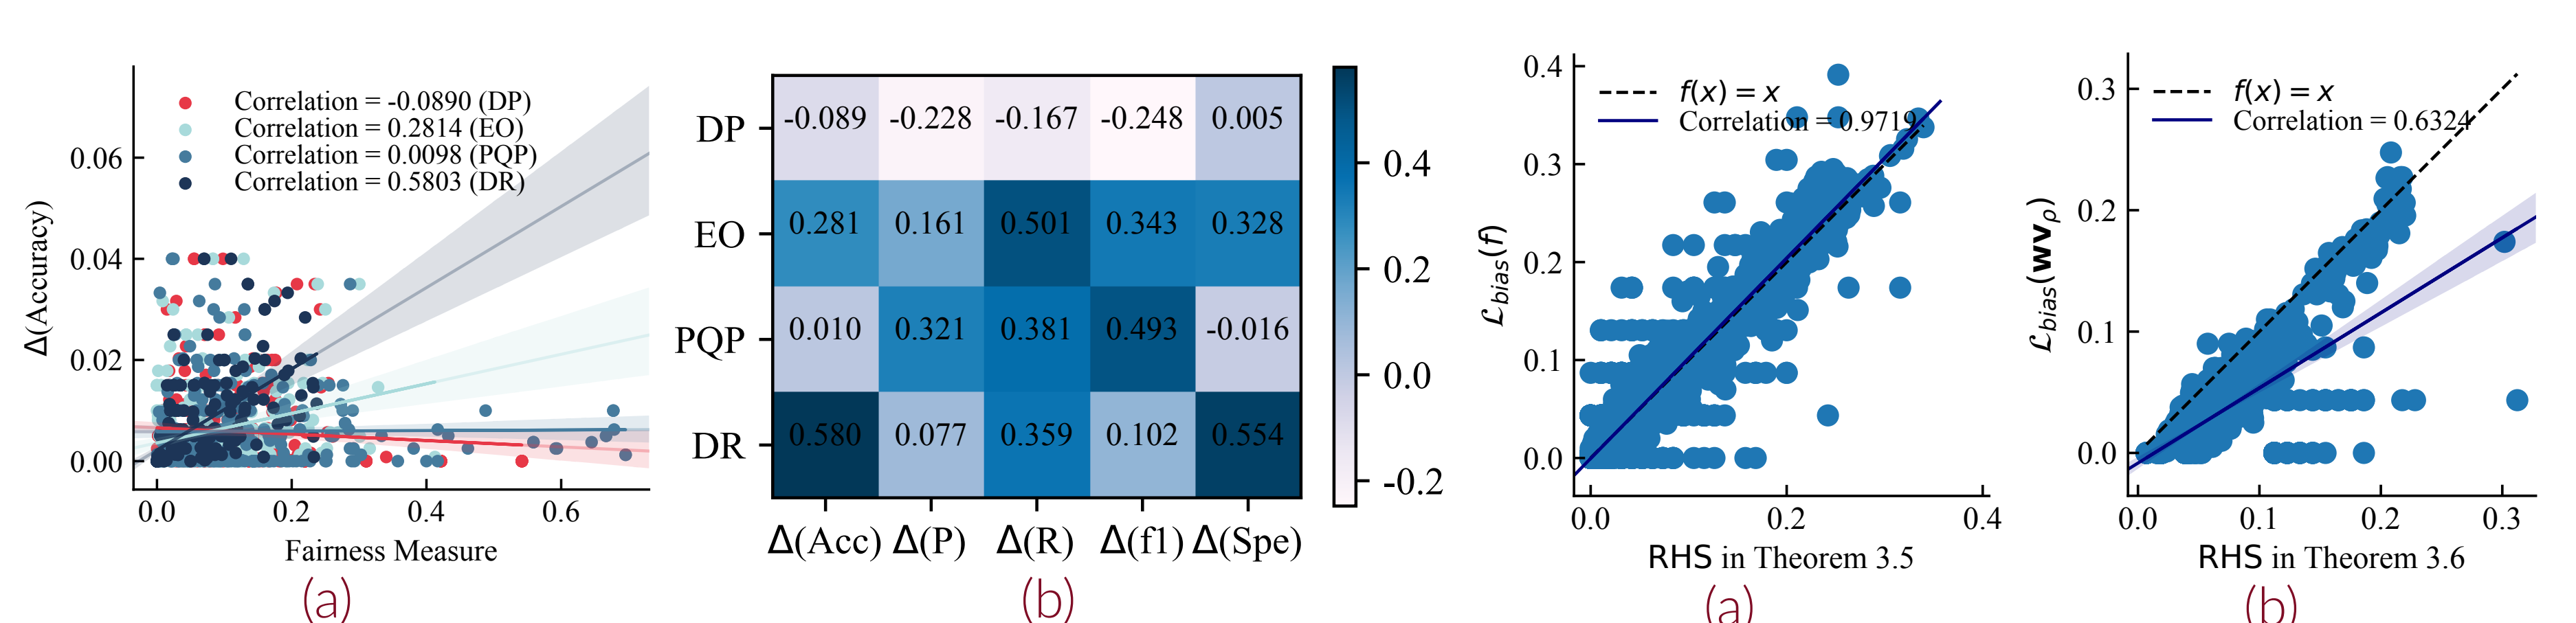 Correlation = -0.0890 (DP)
Correlation = 0.2814 (EO)
Correlation = 0.0098 (PQP)
Correlation = 0.5803 (DR)
Δ(Accuracy)
0.06
0.04
0.02
0.00
0.0 0.2 0.4 0.6
Fairness Measure
(a)
DP -0.089 -0.228 -0.167 -0.248 0.005
EO 0.281 0.161 0.501 0.343 0.328
PQP 0.010 0.321 0.381 0.493 -0.016
DR 0.580 0.077 0.359 0.102 0.554
Δ(Acc) Δ(P) Δ(R) Δ(f1) Δ(Spe)
0.4
0.2
0.0
-0.2
(b)
f(x) = x
Correlation = 0.9719
ℒbias(f)
0.4
0.3
0.2
0.1
0.0
0.0 0.2 0.4
RHS in Theorem 3.5
(a)
f(x) = x
Correlation = 0.6324
ℒbias(wvρ)
0.3
0.2
0.1
0.0
0.0 0.1 0.2 0.3
RHS in Theorem 3.6
(b)